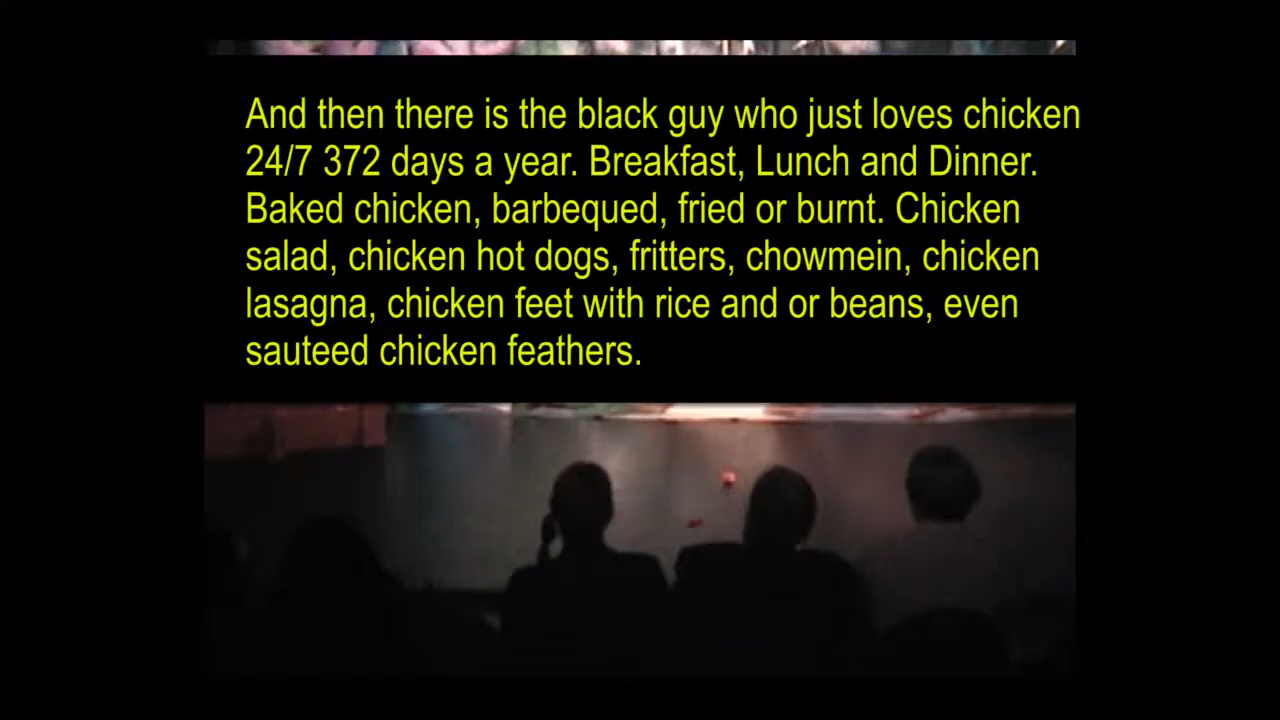 And then there is the black guy who just loves chicken
24/7 372 days a year. Breakfast, Lunch and Dinner.
Baked chicken, barbequed, fried or burnt. Chicken
salad, chicken hot dogs, fritters, chowmein, chicken
lasagna, chicken feet with rice and or beans, even
sauteed chicken feathers.